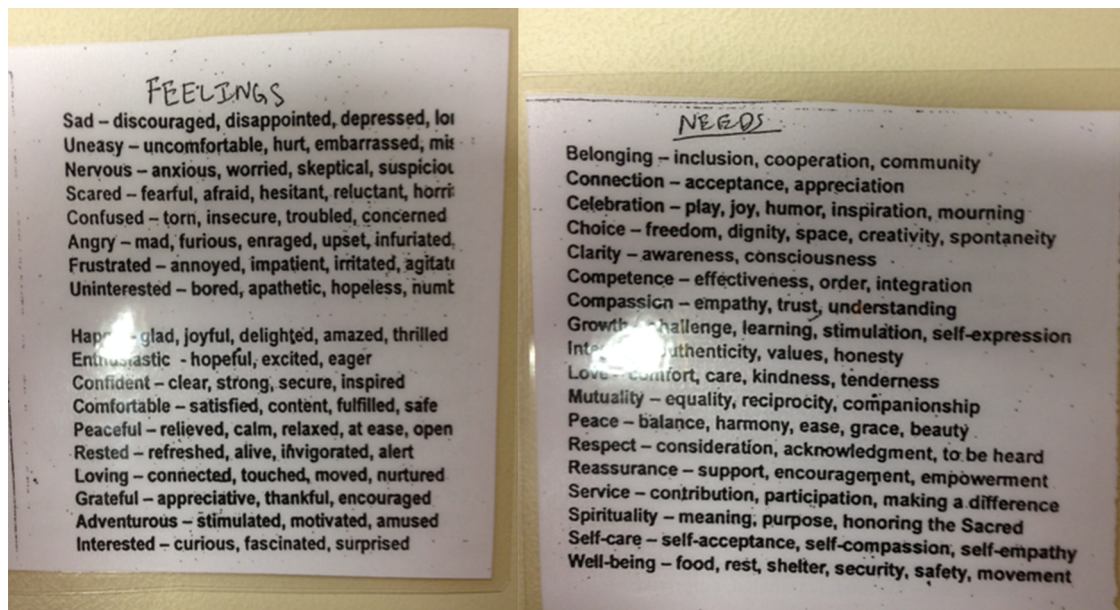 FEELINGS
Sad – discouraged, disappointed, depressed,
Uneasy – uncomfortable, hurt, embarrassed,
Nervous – anxious, worried, skeptical,
Scared – fearful, afraid, hesitant, reluctant,
Confused – torn, insecure, troubled, concerned
Angry – mad, furious, enraged, upset, infuriated,
Frustrated – annoyed, impatient, irritated,
Uninterested – bored, apathetic, hopeless,
glad, joyful, delighted, amazed, thrilled
Enthusiastic - hopeful, excited, eager
Confident – clear, strong, secure, inspired
Comfortable – satisfied, content, fulfilled, safe
Peaceful – relieved, calm, relaxed, at ease, open
Rested – refreshed, alive, invigorated, alert
Loving – connected, touched, moved, nurtured
Grateful – appreciative, thankful, encouraged
Adventurous – stimulated, motivated, amused
Interested – curious, fascinated, surprised
NEEDS
Belonging – inclusion, cooperation, community
Connection – acceptance, appreciation
Celebration – play, joy, humor, inspiration, mourning
Choice – freedom, dignity, space, creativity, spontaneity
Clarity – awareness, consciousness
Competence – effectiveness, order, integration
Compassion – empathy, trust, understanding
Growth challenge, learning, stimulation, self-expression
authenticity, values, honesty
Love comfort, care, kindness, tenderness
Mutuality – equality, reciprocity, companionship
Peace – balance, harmony, ease, grace, beauty
Respect – consideration, acknowledgment, to be heard
Reassurance – support, encouragement, empowerment
Service – contribution, participation, making a difference
Spirituality – meaning, purpose, honoring the Sacred
Self-care – self-acceptance, self-compassion, self-empathy
Well-being – food, rest, shelter, security, safety, movement